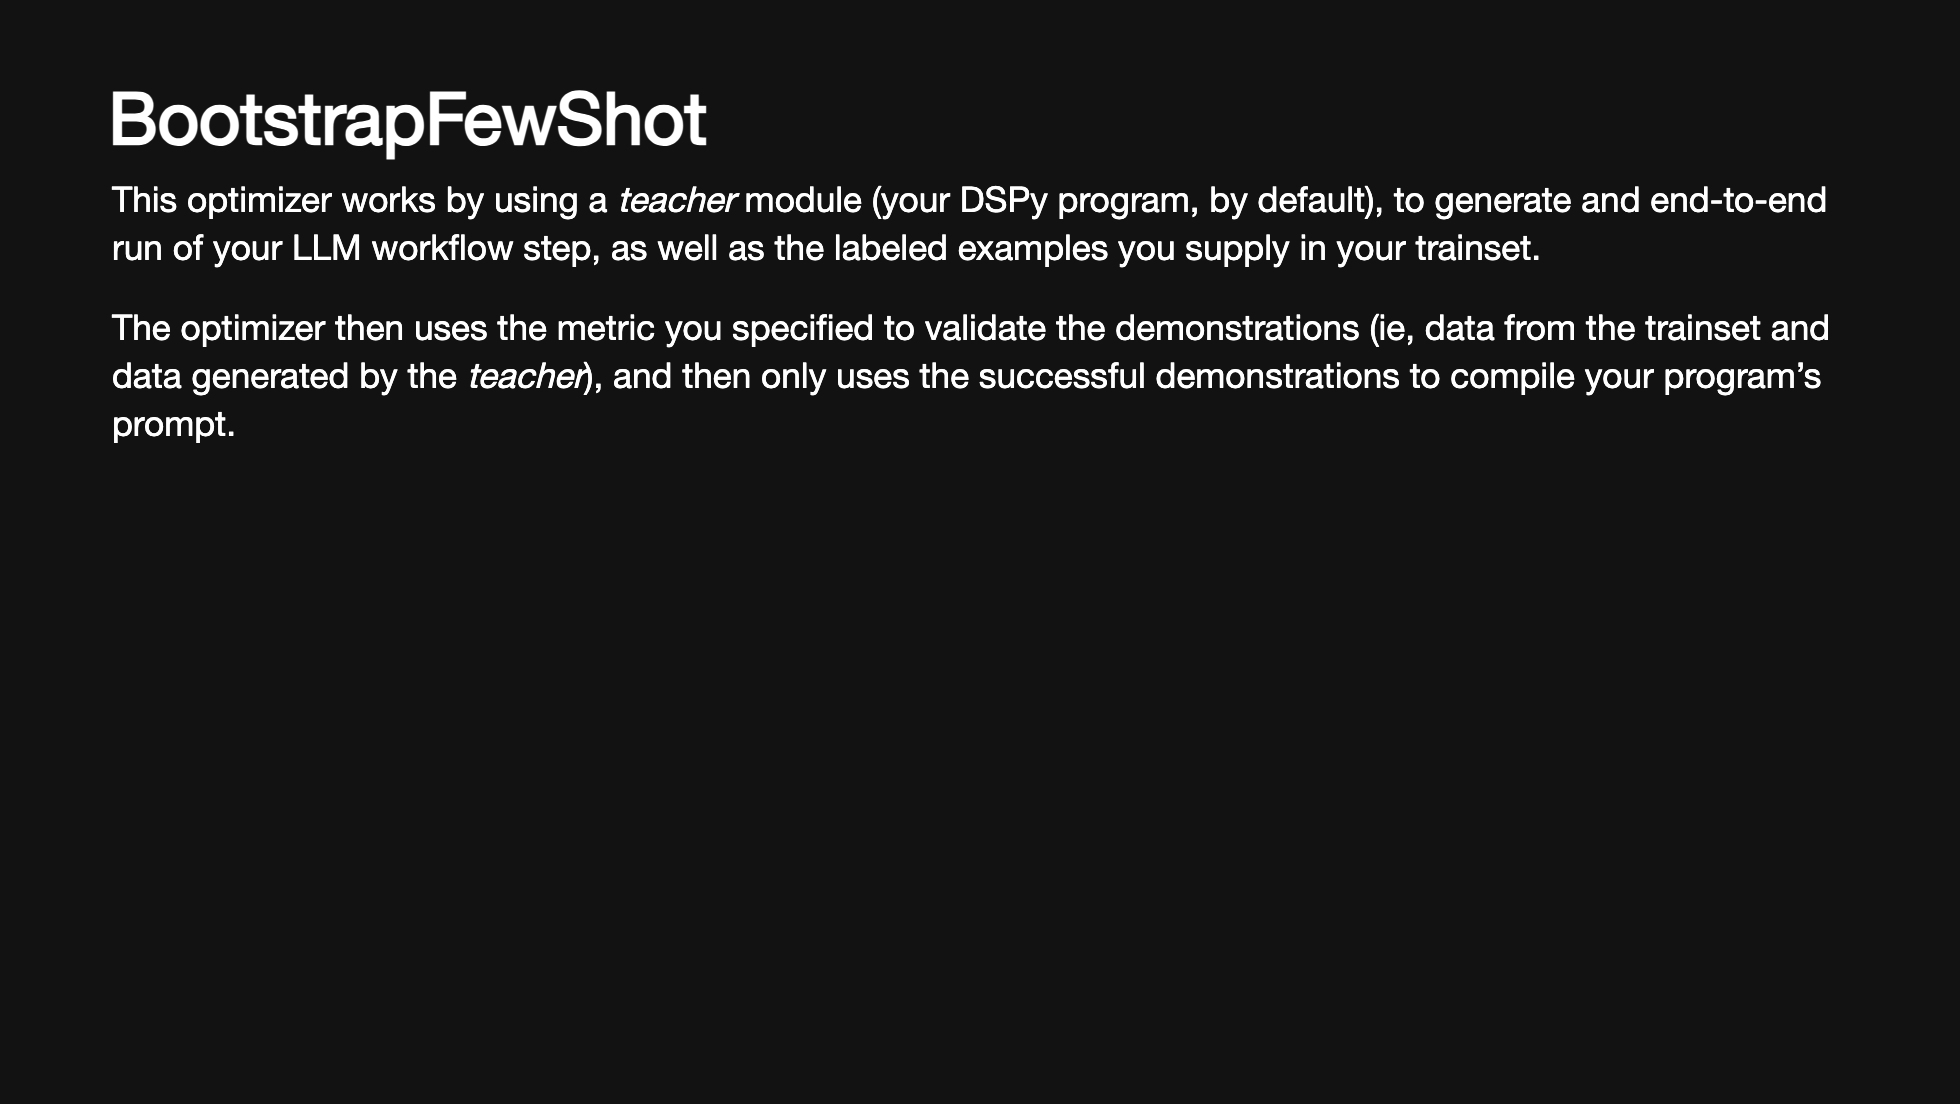 BootstrapFewShot
This optimizer works by using a teacher module (your DSPy program, by default), to generate and end-to-end
run of your LLM workflow step, as well as the labeled examples you supply in your trainset.
The optimizer then uses the metric you specified to validate the demonstrations (ie, data from the trainset and
data generated by the teacher), and then only uses the successful demonstrations to compile your program’s
prompt.